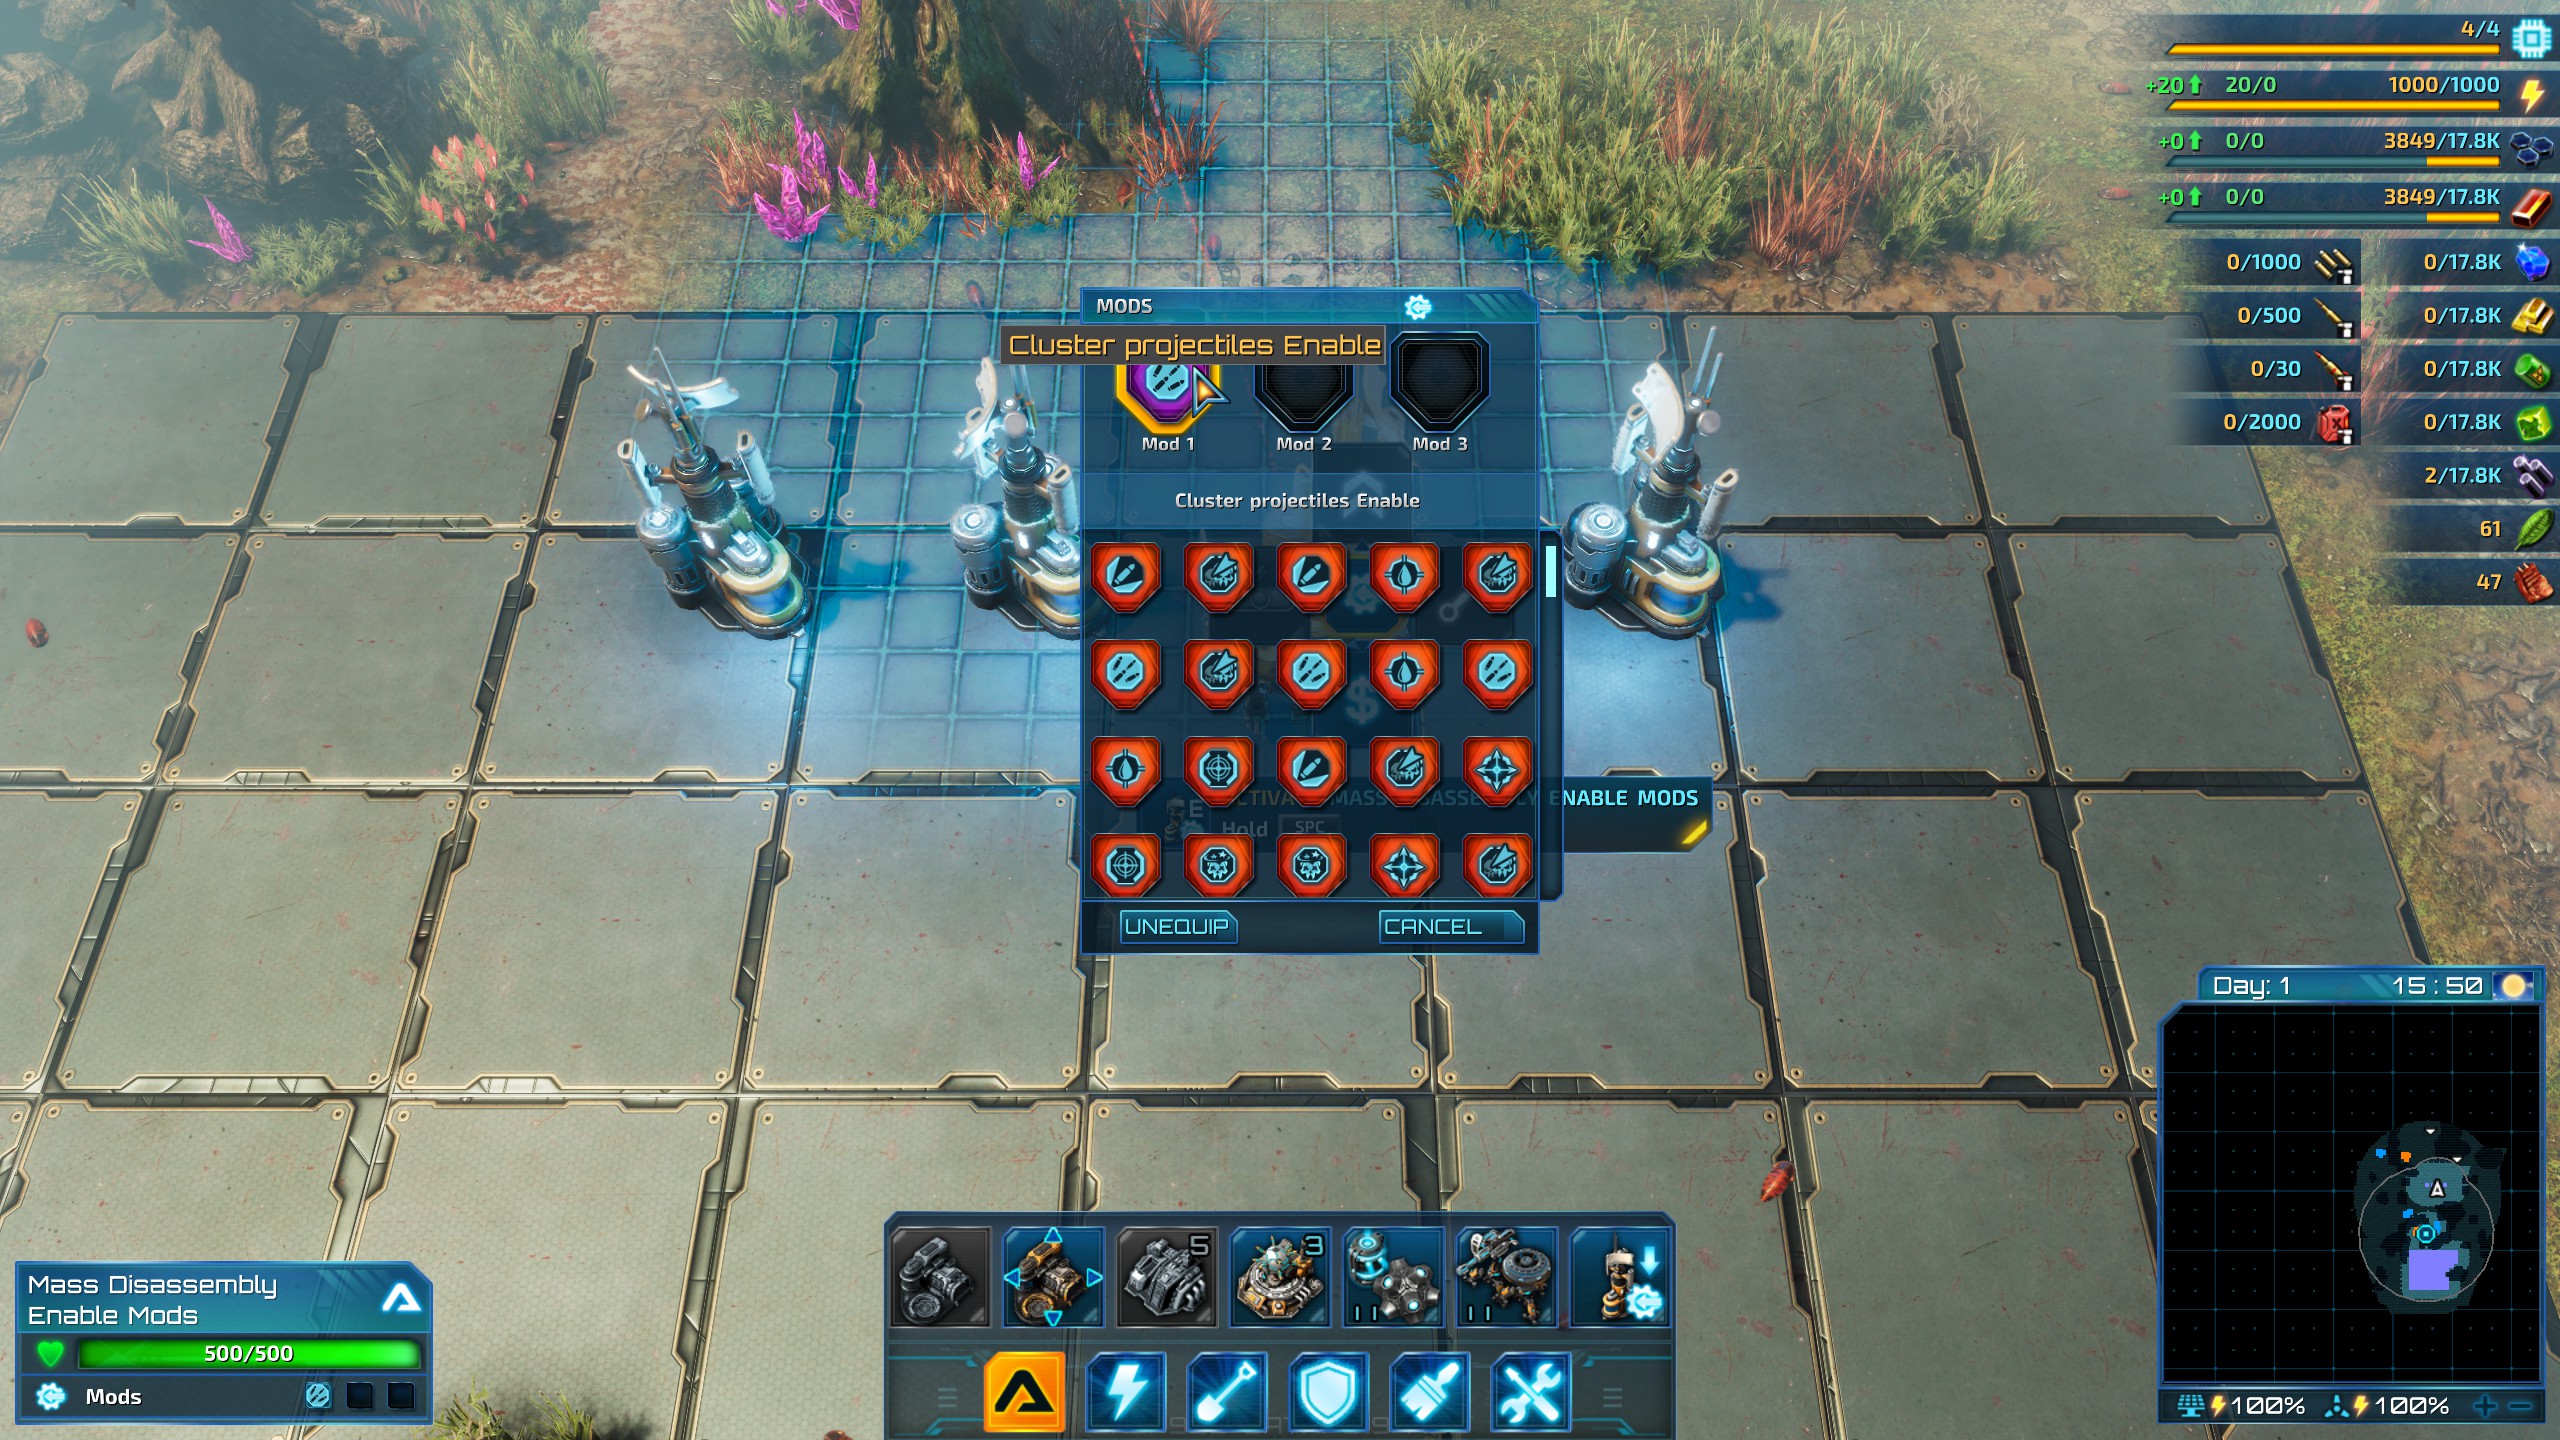 4/4
+20 20/0 1000/1000
+0 0/0 3849/17.8K
+0 0/0 3849/17.8K
0/1000 0/17.8K
0/500 0/17.8K
0/30 0/17.8K
0/2000 0/17.8K
2/17.8K
61
47
MODS
Cluster projectiles Enable
Mod 1 Mod 2 Mod 3
Cluster projectiles Enable
ENABLE MODS
E
Hold SPC
UNEQUIP CANCEL
Day: 1 15:50
5 3
Mass Disassembly
Enable Mods
500/500
Mods
100% 100%